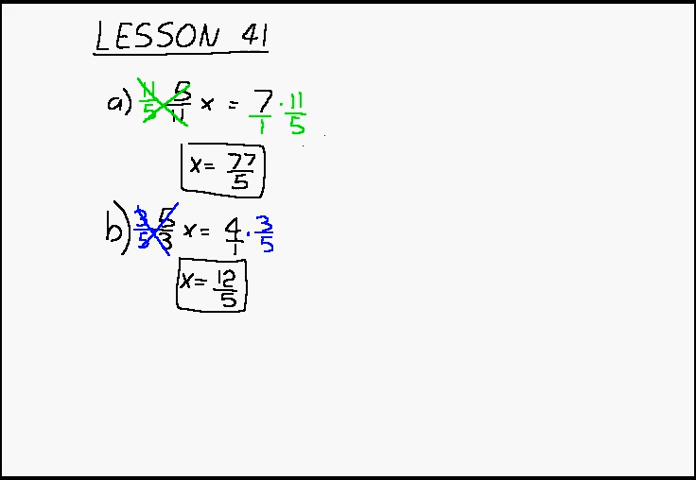 LESSON 41
a) 11/5 5/11 x = 7/1 · 11/5
x = 77/5
b) 3/5 5/3 x = 4/1 · 3/5
x = 12/5